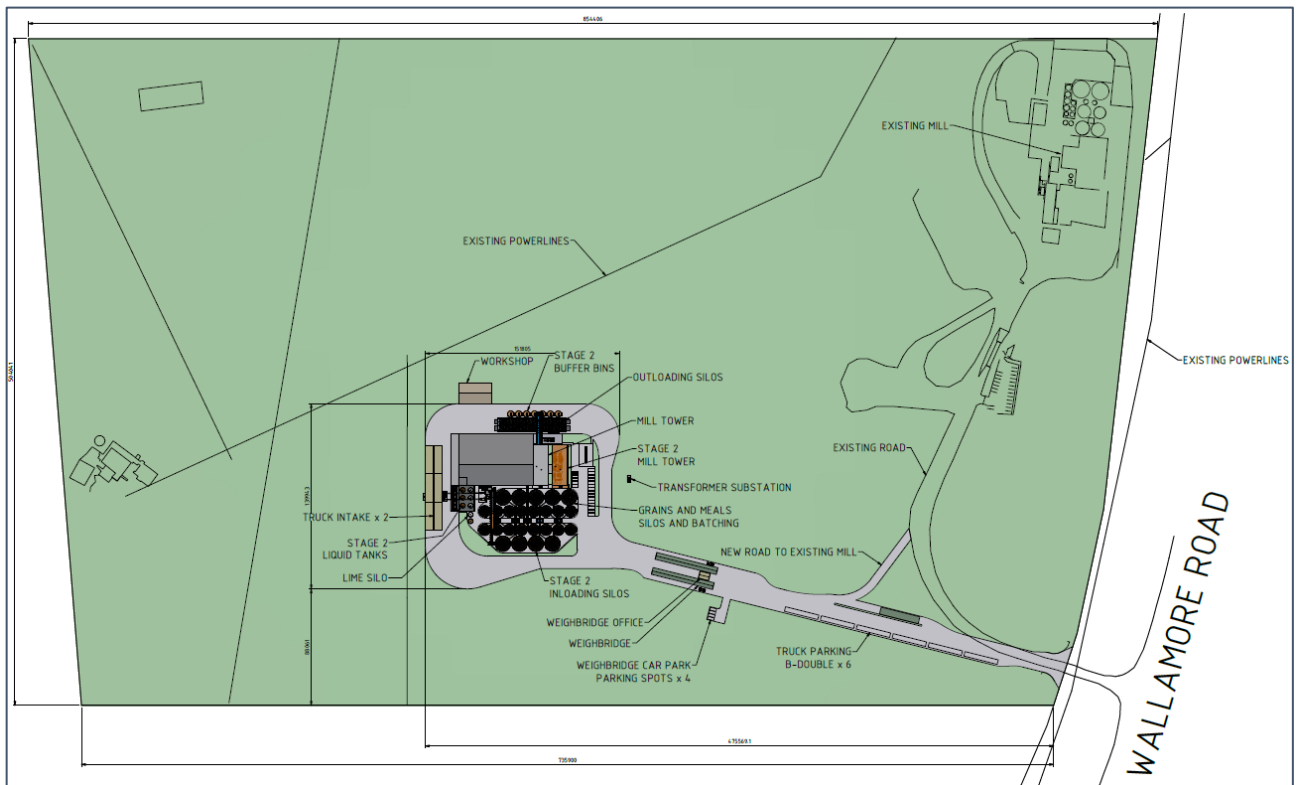 854406
EXISTING MILL
EXISTING POWERLINES
EXISTING POWERLINES
151805
WORKSHOP
STAGE 2
BUFFER BINS
OUTLOADING SILOS
MILL TOWER
STAGE 2
MILL TOWER
EXISTING ROAD
TRANSFORMER SUBSTATION
GRAINS AND MEALS
SILOS AND BATCHING
TRUCK INTAKE x 2
STAGE 2
LIQUID TANKS
LIME SILO
NEW ROAD TO EXISTING MILL
STAGE 2
INLOADING SILOS
WEIGHBRIDGE OFFICE
WEIGHBRIDGE
WEIGHBRIDGE CAR PARK
PARKING SPOTS x 4
TRUCK PARKING
B-DOUBLE x 6
WALLAMORE ROAD
475569.1
735900